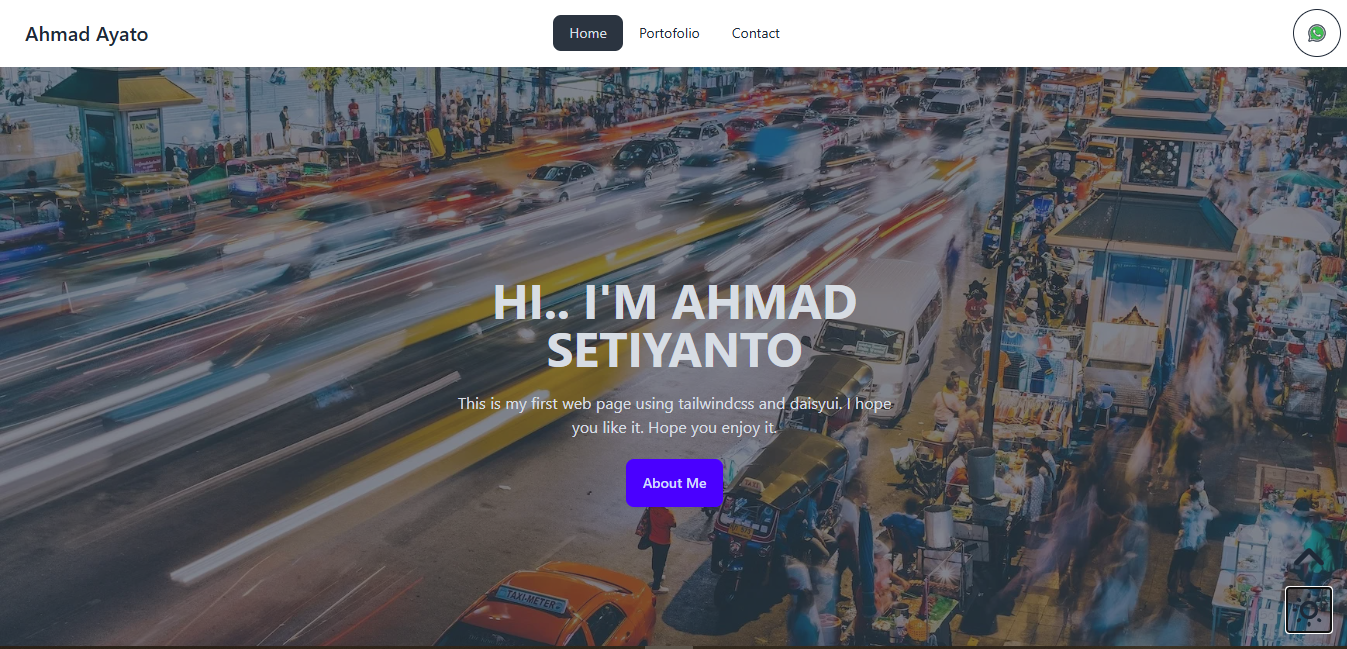 Ahmad Ayato
Home
Portofolio
Contact
TAXI
HI.. I'M AHMAD
SETIYANTO
This is my first web page using tailwindcss and daisyui. I hope
you like it. Hope you enjoy it.
About Me
TAXI-METER